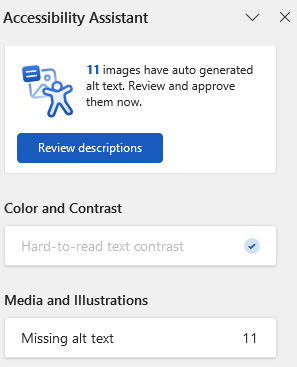 Accessibility Assistant
11 images have auto generated
alt text. Review and approve
them now.
Review descriptions
Color and Contrast
Hard-to-read text contrast
Media and Illustrations
Missing alt text 11